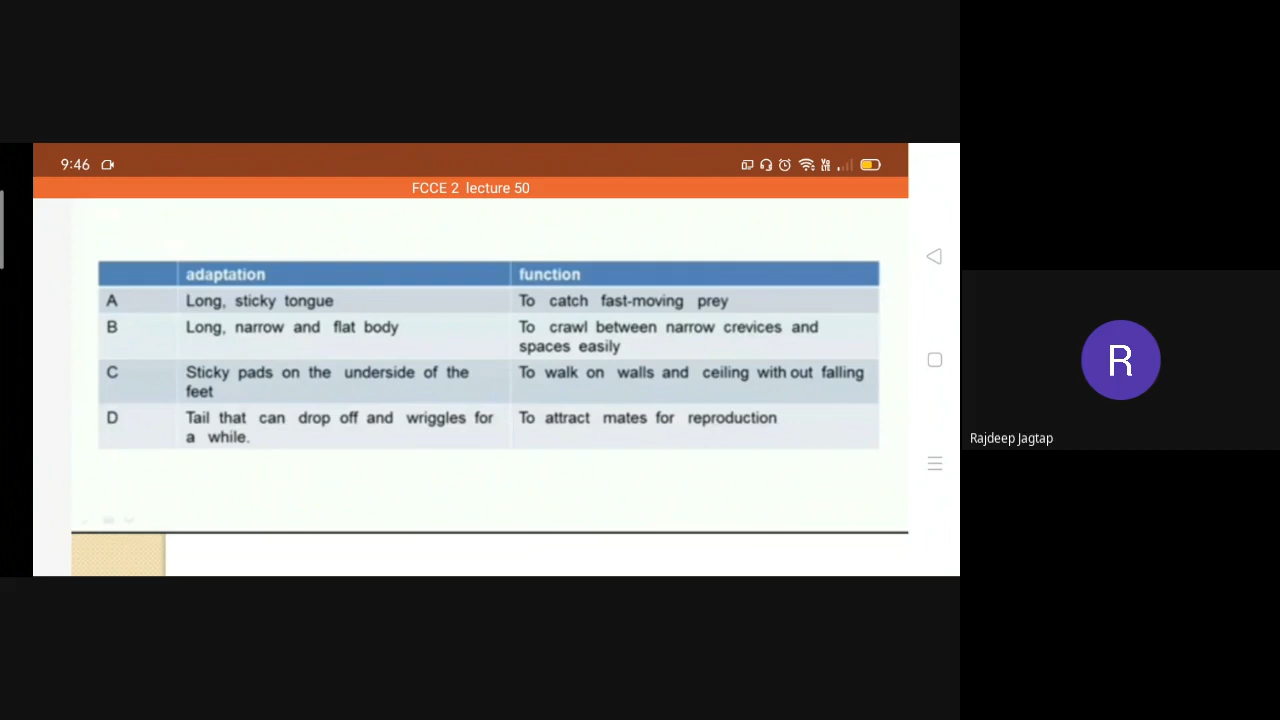 9:46
FCCE 2 lecture 50
adaptation function
A Long, sticky tongue To catch fast-moving prey
B Long, narrow and flat body To crawl between narrow crevices and
spaces easily
C Sticky pads on the underside of the To walk on walls and ceiling with out falling
feet
D Tail that can drop off and wriggles for To attract mates for reproduction
a while.
R
Rajdeep Jagtap